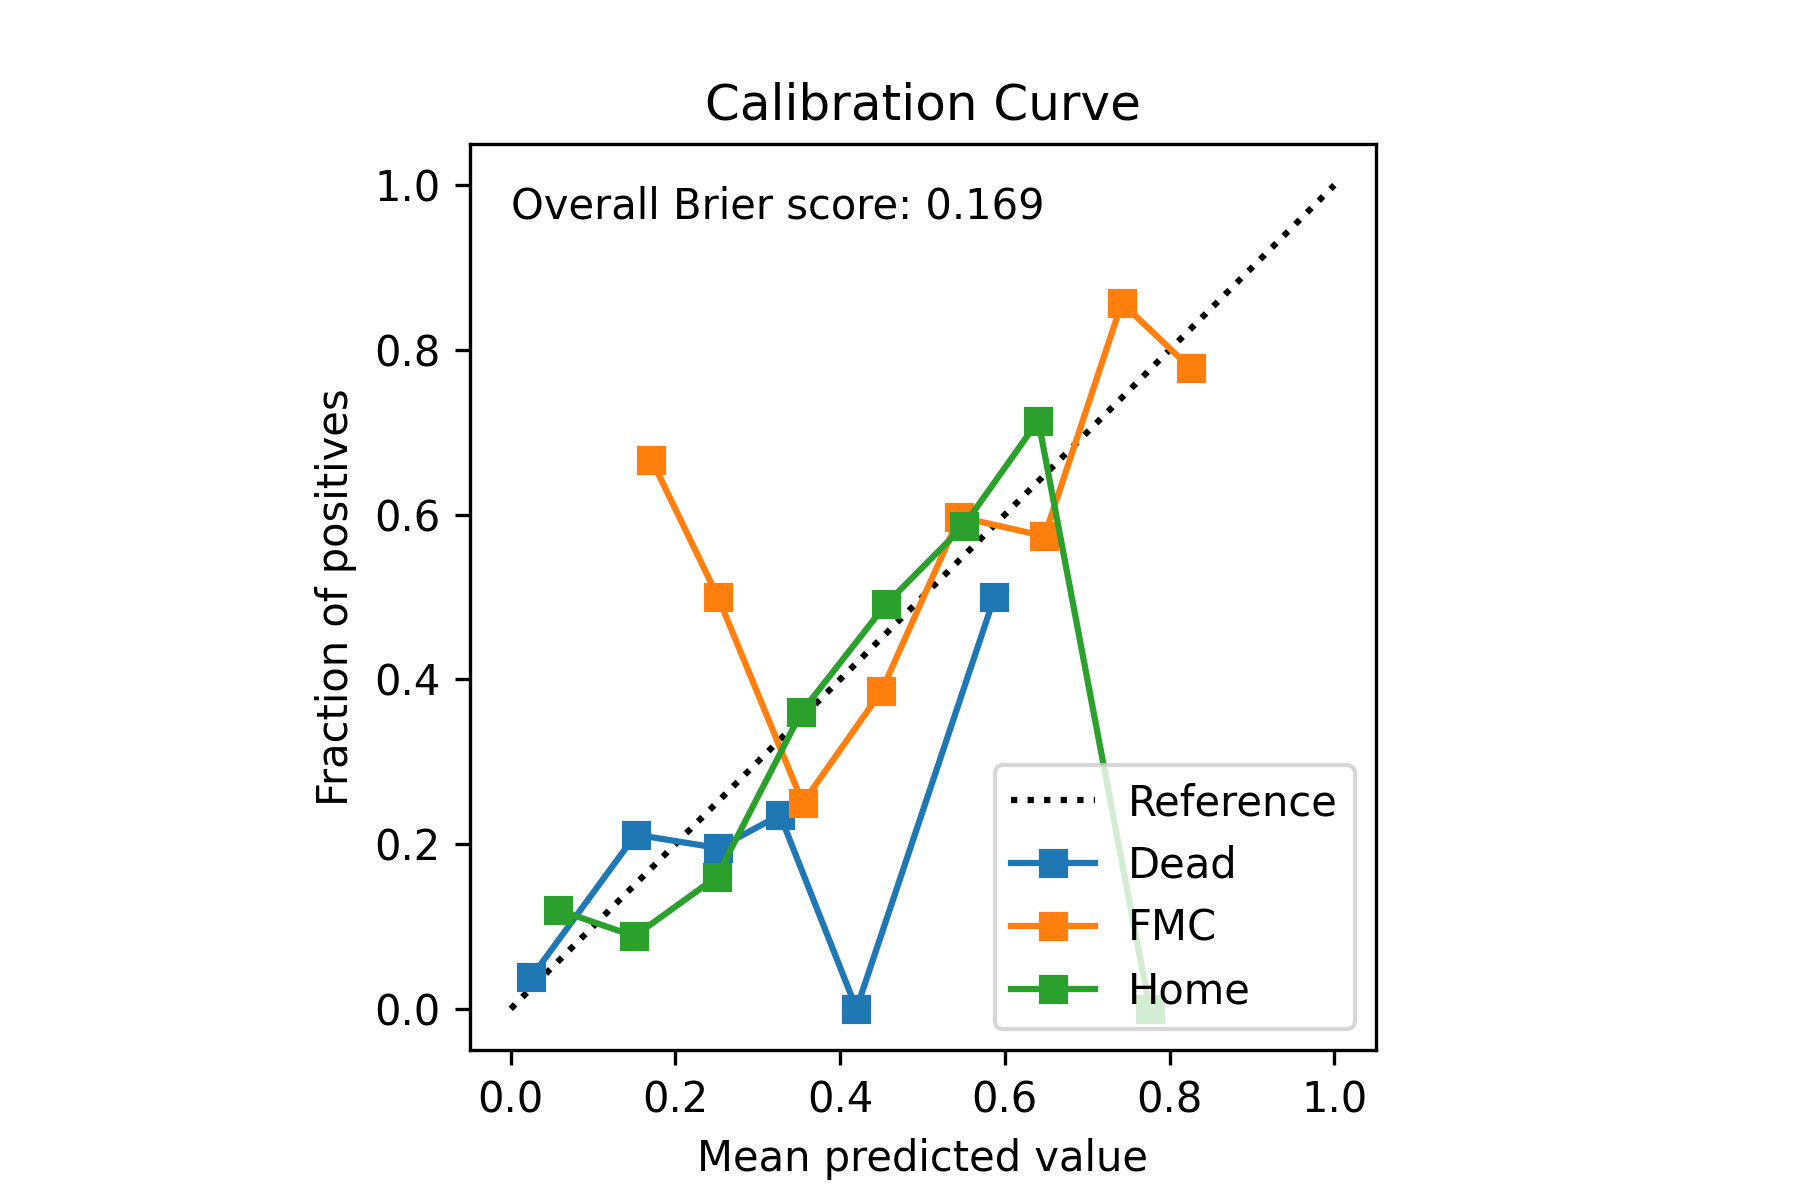 Calibration Curve
Overall Brier score: 0.169
1.0
0.8
0.6
0.4
0.2
0.0
Fraction of positives
Reference
Dead
FMC
Home
0.0 0.2 0.4 0.6 0.8 1.0
Mean predicted value